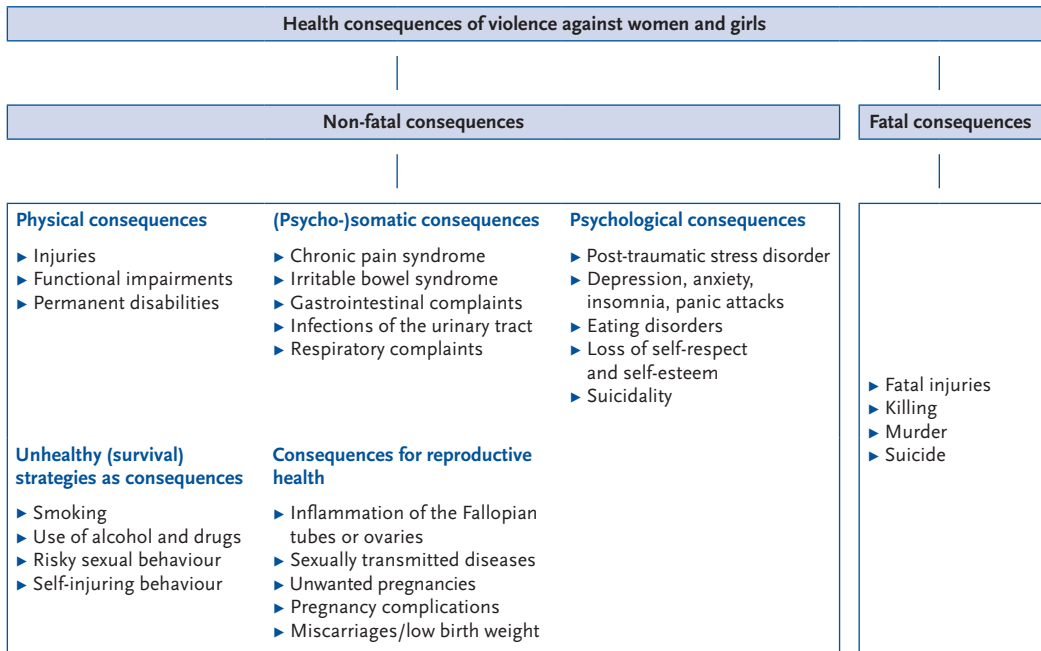 Health consequences of violence against women and girls
Non-fatal consequences
Fatal consequences
Physical consequences
► Injuries
► Functional impairments
► Permanent disabilities
(Psycho-)somatic consequences
► Chronic pain syndrome
► Irritable bowel syndrome
► Gastrointestinal complaints
► Infections of the urinary tract
► Respiratory complaints
Psychological consequences
► Post-traumatic stress disorder
► Depression, anxiety,
insomnia, panic attacks
► Eating disorders
► Loss of self-respect
and self-esteem
► Suicidality
Unhealthy (survival)
strategies as consequences
► Smoking
► Use of alcohol and drugs
► Risky sexual behaviour
► Self-injuring behaviour
Consequences for reproductive
health
► Inflammation of the Fallopian
tubes or ovaries
► Sexually transmitted diseases
► Unwanted pregnancies
► Pregnancy complications
► Miscarriages/low birth weight
► Fatal injuries
► Killing
► Murder
► Suicide